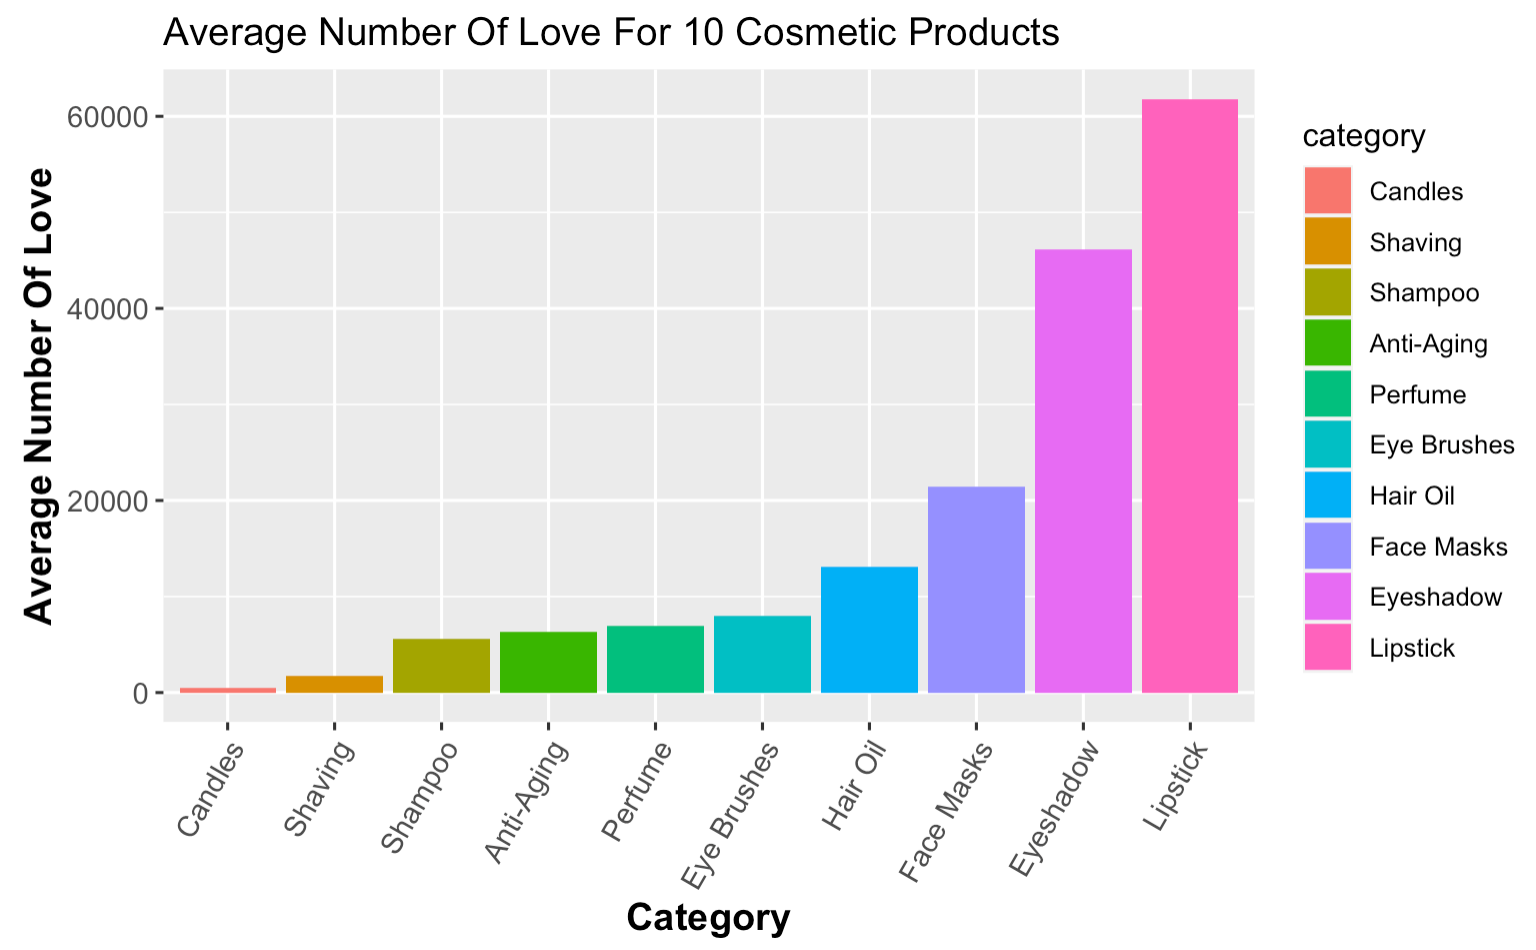 Average Number Of Love For 10 Cosmetic Products
Average Number Of Love
60000
40000
20000
0
Candles
Shaving
Shampoo
Anti-Aging
Perfume
Eye Brushes
Hair Oil
Face Masks
Eyeshadow
Lipstick
Category
category
Candles
Shaving
Shampoo
Anti-Aging
Perfume
Eye Brushes
Hair Oil
Face Masks
Eyeshadow
Lipstick